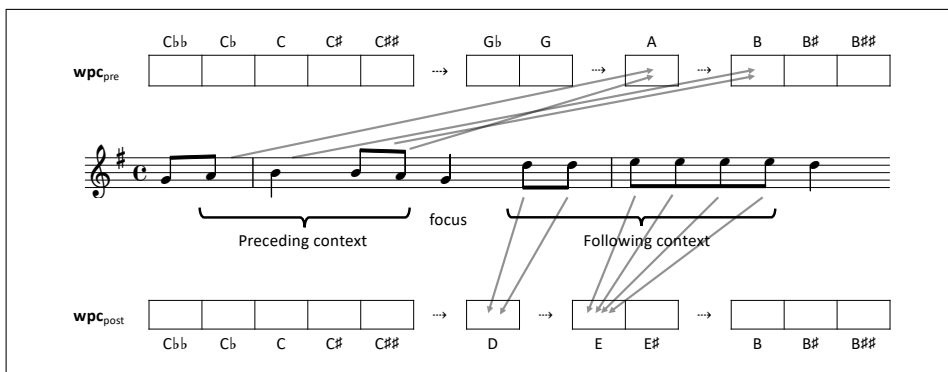 C♭♭ C♭ C C♯ C♯♯ G♭ G A B B♯ B♯♯
wpcpre
focus
Preceding context Following context
wpcpost
C♭♭ C♭ C C♯ C♯♯ D E E♯ B B♯ B♯♯